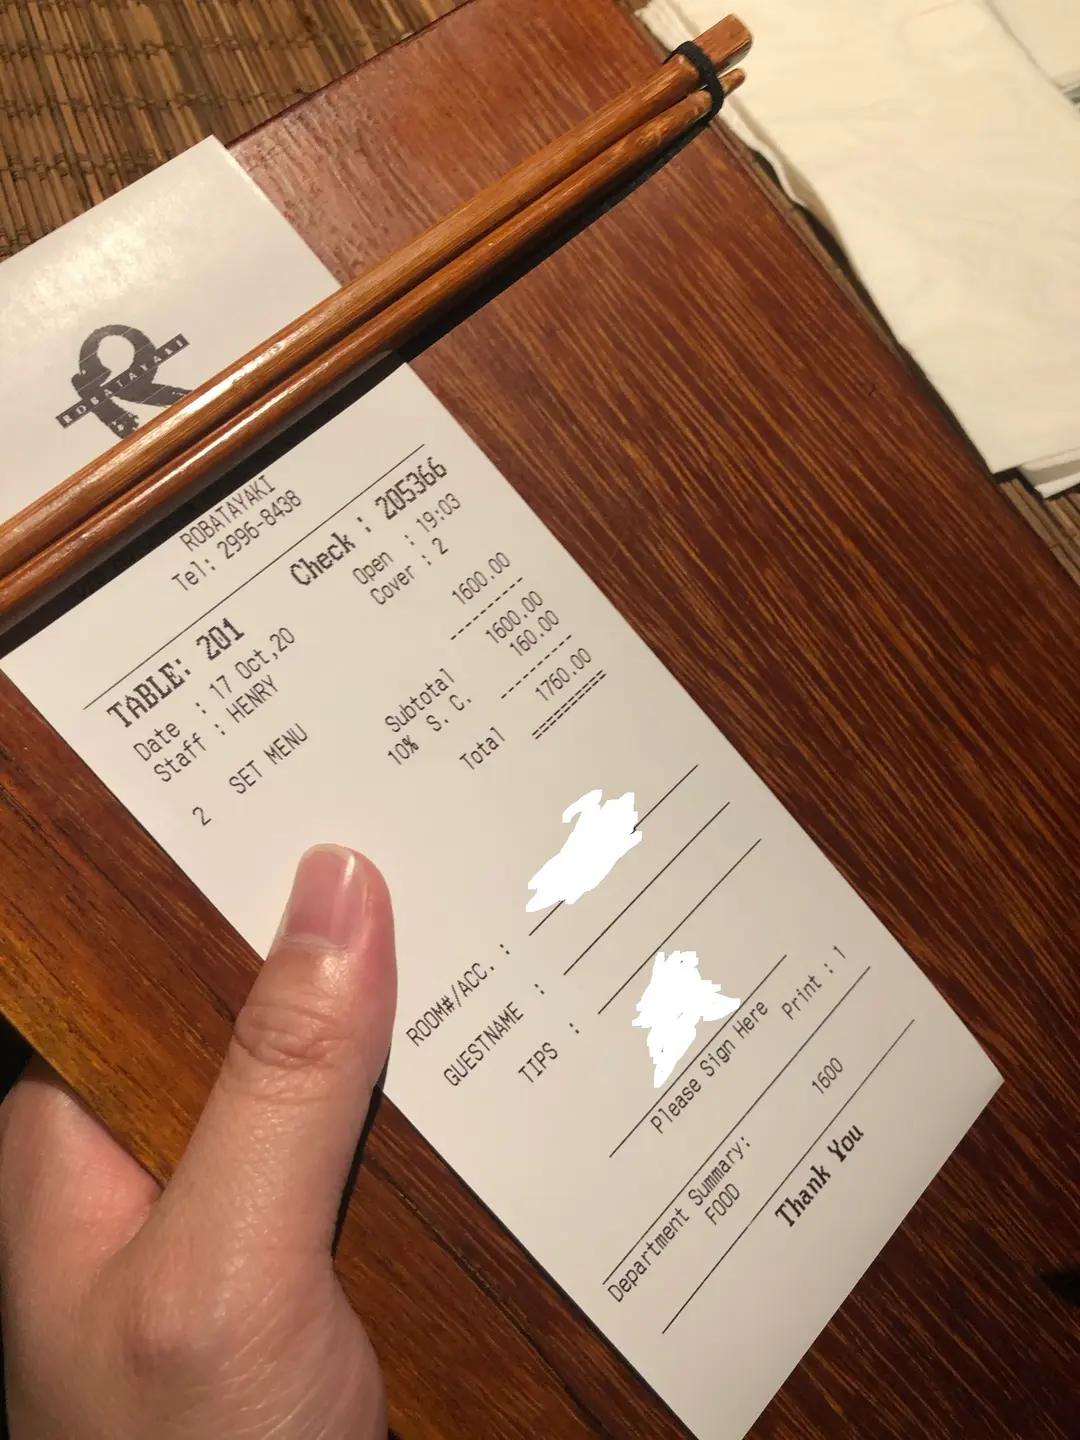 ROBATAYAKI
ROBATAYAKI
Tel: 2996-8438
TABLE: 201 Check : 205366
Date : 17 Oct,20 Open : 19:03
Staff : HENRY Cover : 2
2 SET MENU 1600.00
Subtotal 1600.00
10% S. C. 160.00
Total 1760.00
ROOM#/ACC. :
GUESTNAME :
TIPS :
Please Sign Here
Print : 1
Department Summary:
FOOD 1600
Thank You